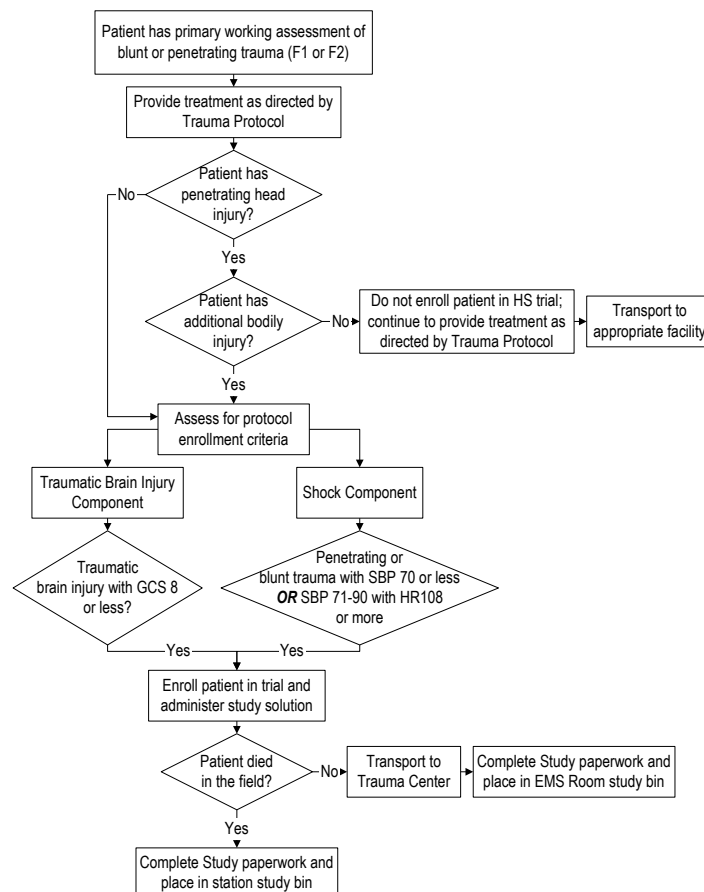 Patient has primary working assessment of
blunt or penetrating trauma (F1 or F2)
Provide treatment as directed by
Trauma Protocol
Patient has
penetrating head
injury?
No
Yes
Patient has
additional bodily
injury?
No
Do not enroll patient in HS trial;
continue to provide treatment as
directed by Trauma Protocol
Transport to
appropriate facility
Yes
Assess for protocol
enrollment criteria
Traumatic Brain Injury
Component
Shock Component
Traumatic
brain injury with GCS 8
or less?
Penetrating or
blunt trauma with SBP 70 or less
OR SBP 71-90 with HR108
or more
Yes
Yes
Enroll patient in trial and
administer study solution
Patient died
in the field?
No
Transport to
Trauma Center
Complete Study paperwork and
place in EMS Room study bin
Yes
Complete Study paperwork and
place in station study bin